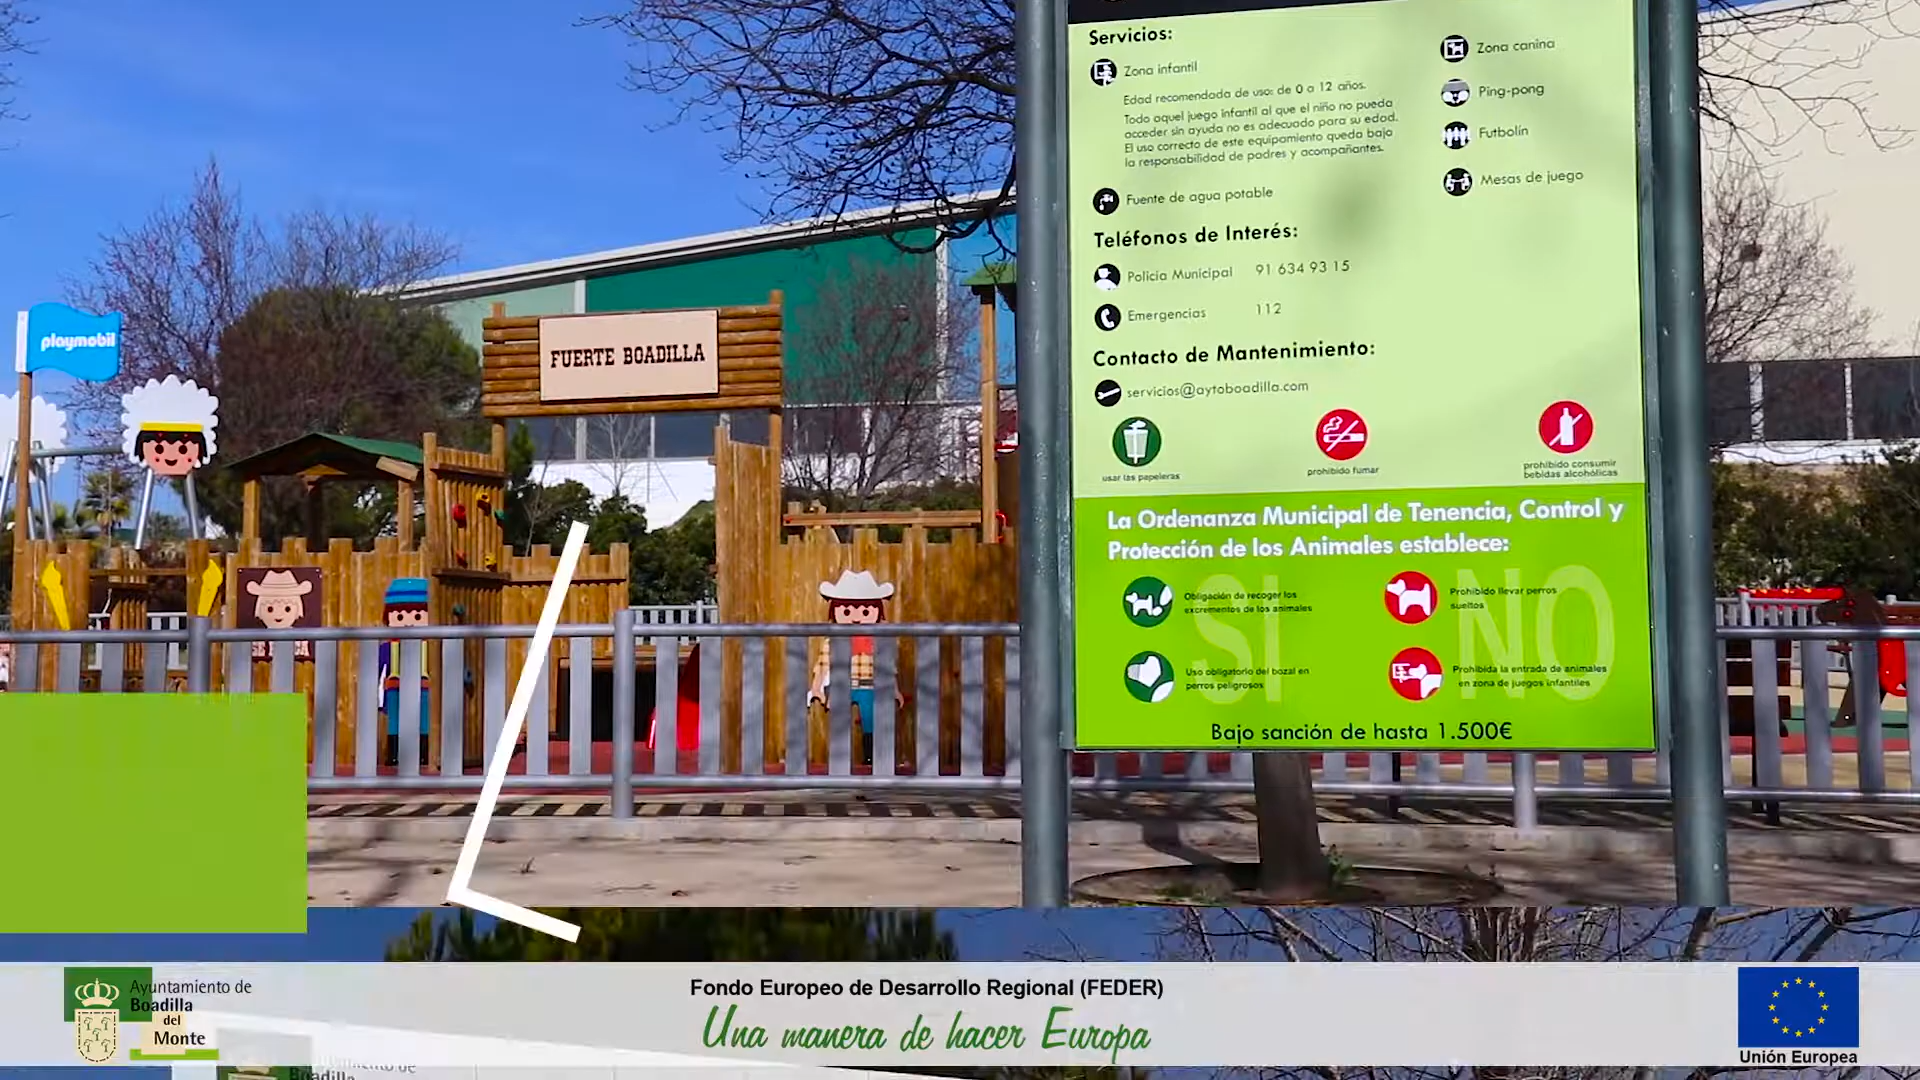 playmobil
FUERTE BOADILLA
Servicios:
Zona infantil
Edad recomendada de uso: de 0 a 12 años.
Todo aquel juego infantil al que el niño no pueda
acceder sin ayuda no es adecuado para su edad.
El uso correcto de este equipamiento queda bajo
la responsabilidad de padres y acompañantes.
Fuente de agua potable
Zona canina
Ping-pong
Futbolín
Mesas de juego
Teléfonos de Interés:
Policía Municipal 91 634 93 15
Emergencias 112
Contacto de Mantenimiento:
servicios@aytoboadilla.com
usar las papeleras
prohibido fumar
prohibido consumir
bebidas alcohólicas
La Ordenanza Municipal de Tenencia, Control y
Protección de los Animales establece:
SI
Obligación de recoger los
excrementos de los animales
Uso obligatorio del bozal en
perros peligrosos
NO
Prohibido llevar perros
sueltos
Prohibida la entrada de animales
en zona de juegos infantiles
Bajo sanción de hasta 1.500€
Ayuntamiento de
Boadilla
del
Monte
Fondo Europeo de Desarrollo Regional (FEDER)
Una manera de hacer Europa
Unión Europea